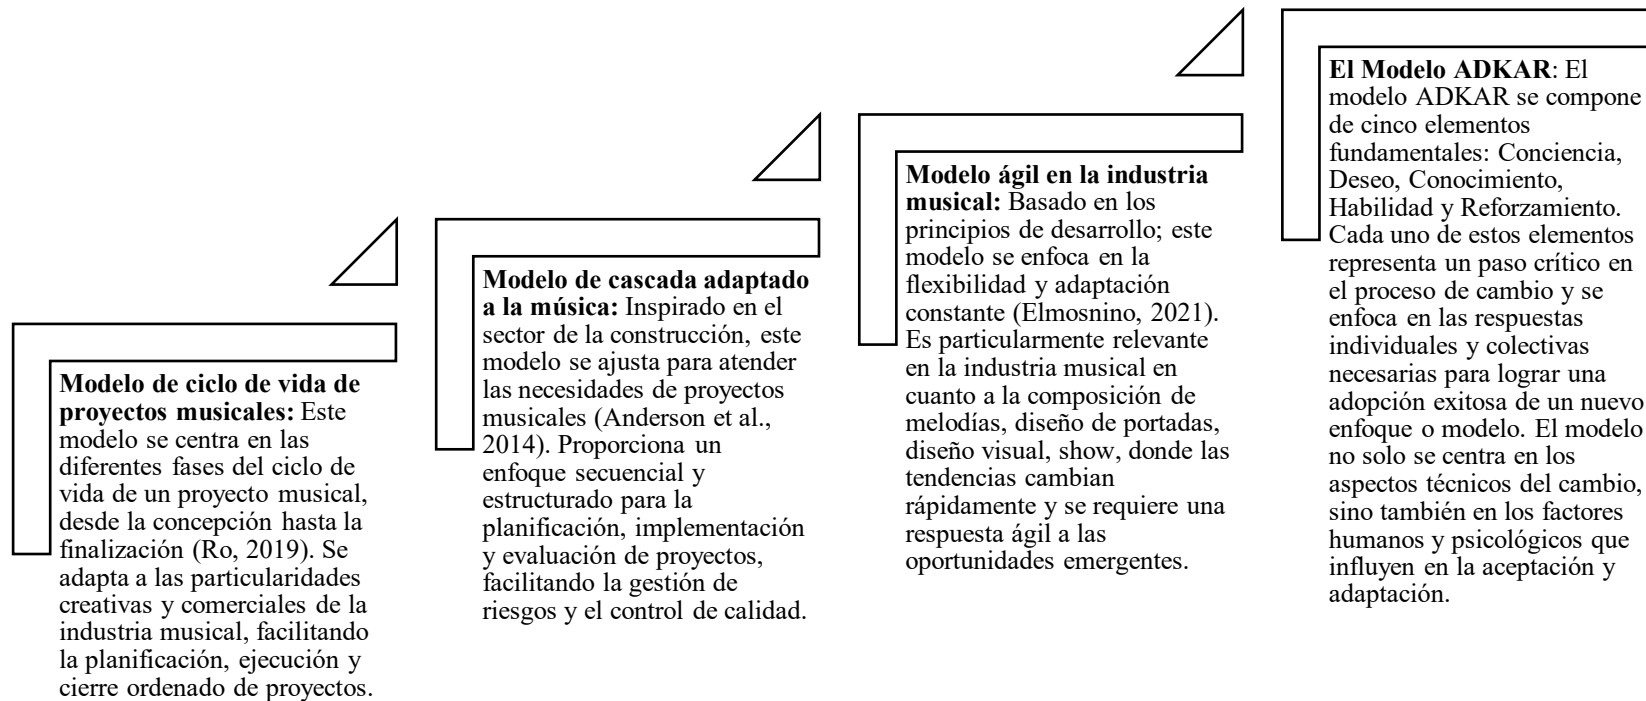 Modelo de ciclo de vida de
proyectos musicales: Este
modelo se centra en las
diferentes fases del ciclo de
vida de un proyecto musical,
desde la concepción hasta la
finalización (Ro, 2019). Se
adapta a las particularidades
creativas y comerciales de la
industria musical, facilitando
la planificación, ejecución y
cierre ordenado de proyectos.
Modelo de cascada adaptado
a la música: Inspirado en el
sector de la construcción, este
modelo se ajusta para atender
las necesidades de proyectos
musicales (Anderson et al.,
2014). Proporciona un
enfoque secuencial y
estructurado para la
planificación, implementación
y evaluación de proyectos,
facilitando la gestión de
riesgos y el control de calidad.
Modelo ágil en la industria
musical: Basado en los
principios de desarrollo; este
modelo se enfoca en la
flexibilidad y adaptación
constante (Elmosnino, 2021).
Es particularmente relevante
en la industria musical en
cuanto a la composición de
melodías, diseño de portadas,
diseño visual, show, donde las
tendencias cambian
rápidamente y se requiere una
respuesta ágil a las
oportunidades emergentes.
El Modelo ADKAR: El
modelo ADKAR se compone
de cinco elementos
fundamentales: Conciencia,
Deseo, Conocimiento,
Habilidad y Reforzamiento.
Cada uno de estos elementos
representa un paso crítico en
el proceso de cambio y se
enfoca en las respuestas
individuales y colectivas
necesarias para lograr una
adopción exitosa de un nuevo
enfoque o modelo. El modelo
no solo se centra en los
aspectos técnicos del cambio,
sino también en los factores
humanos y psicológicos que
influyen en la aceptación y
adaptación.